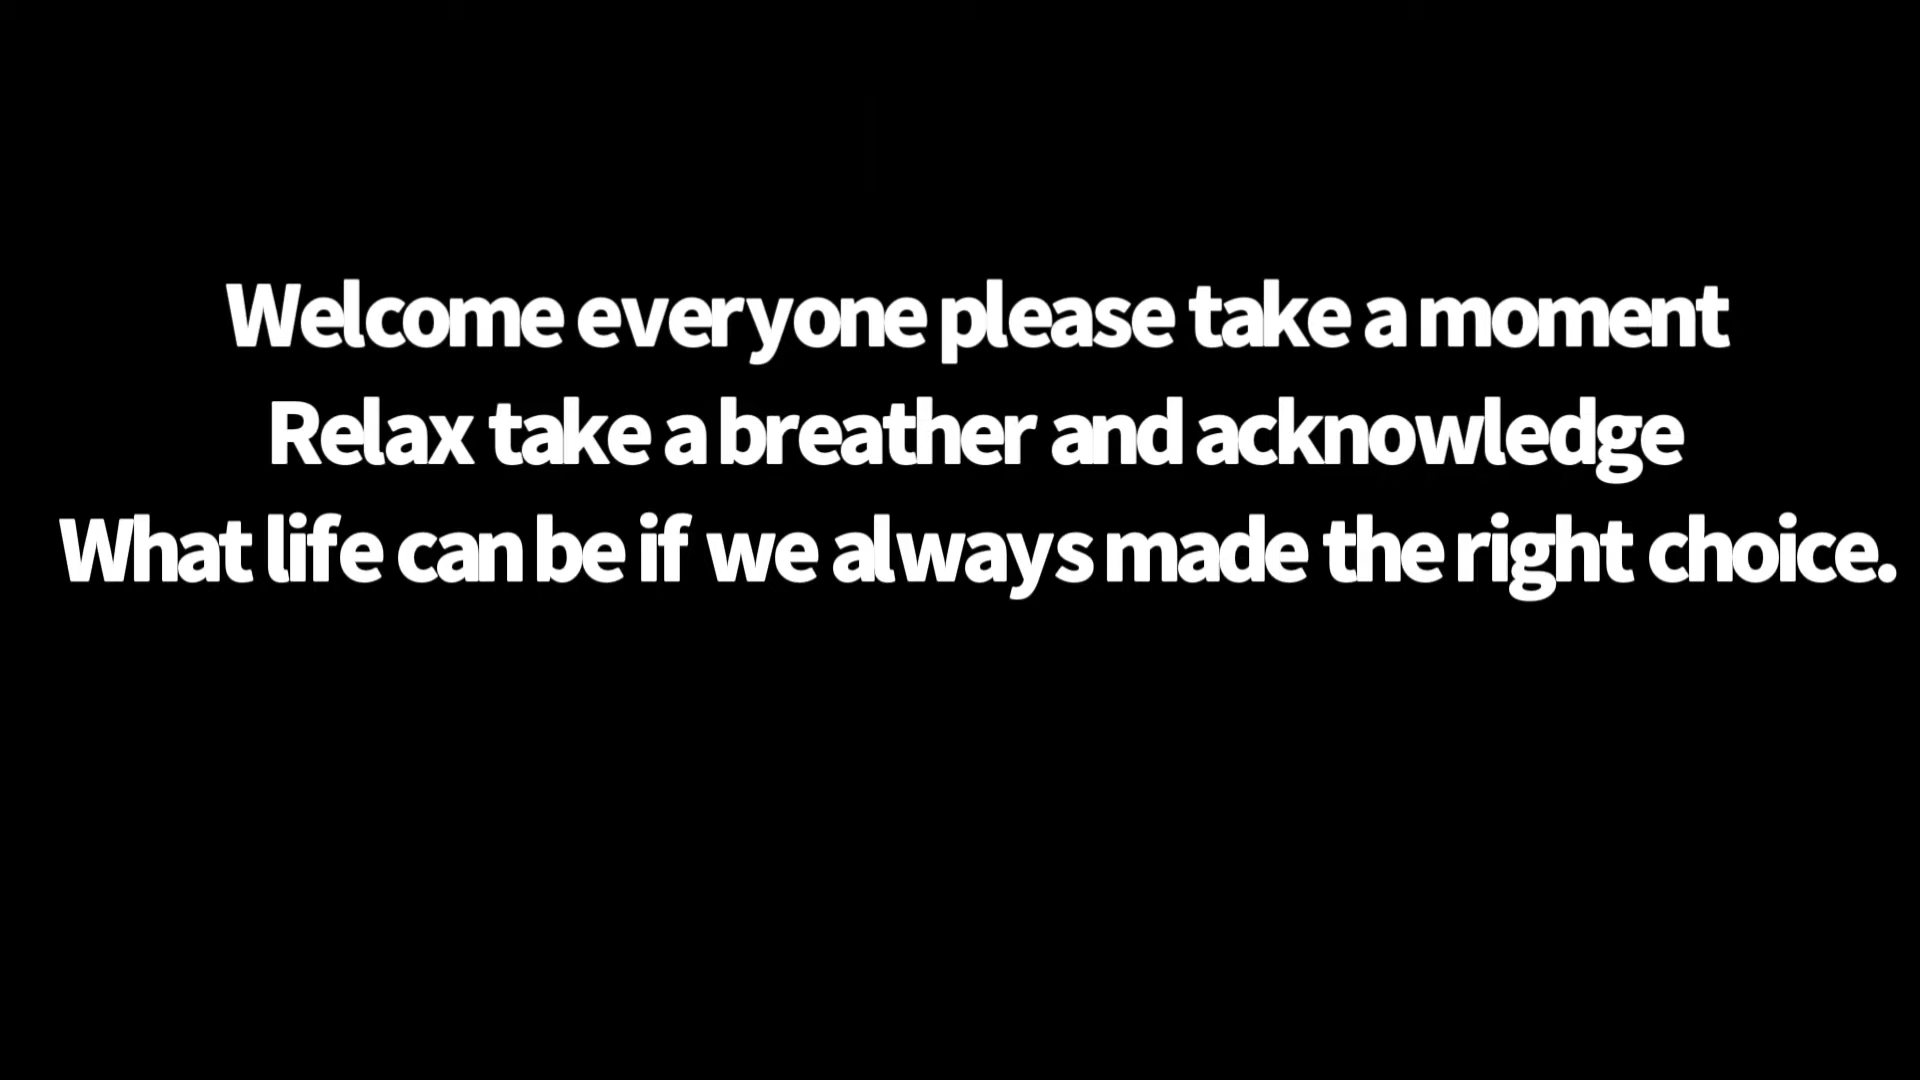 Welcome everyone please take a moment
Relax take a breather and acknowledge
What life can be if we always made the right choice.